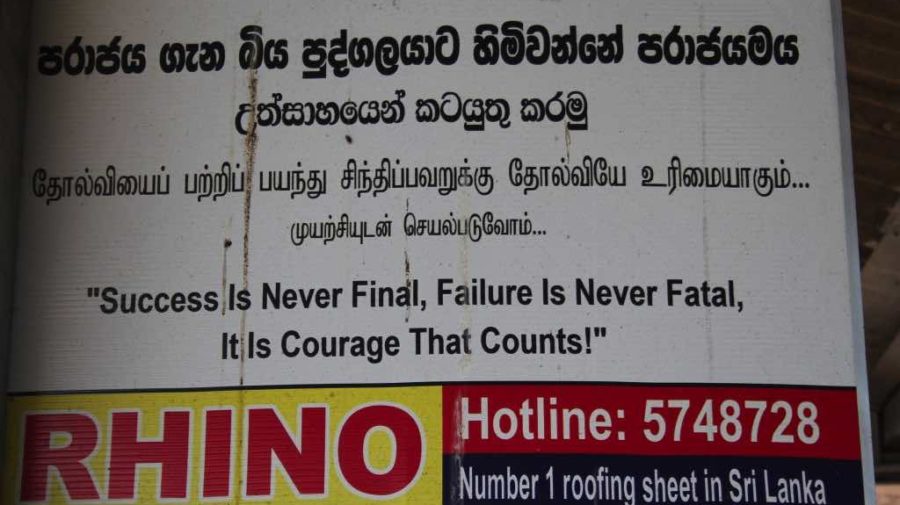 පරාජය ගැන බිය පුද්ගලයාට හිමිවන්නේ පරාජයමය
උත්සාහයෙන් කටයුතු කරමු
தோல்வியைப் பற்றிப் பயந்து சிந்திப்பவறுக்கு தோல்வியே உரிமையாகும்...
முயற்சியுடன் செயல்படுவோம்...
"Success Is Never Final, Failure Is Never Fatal,
It Is Courage That Counts!"
RHINO
Hotline: 5748728
Number 1 roofing sheet in Sri Lanka